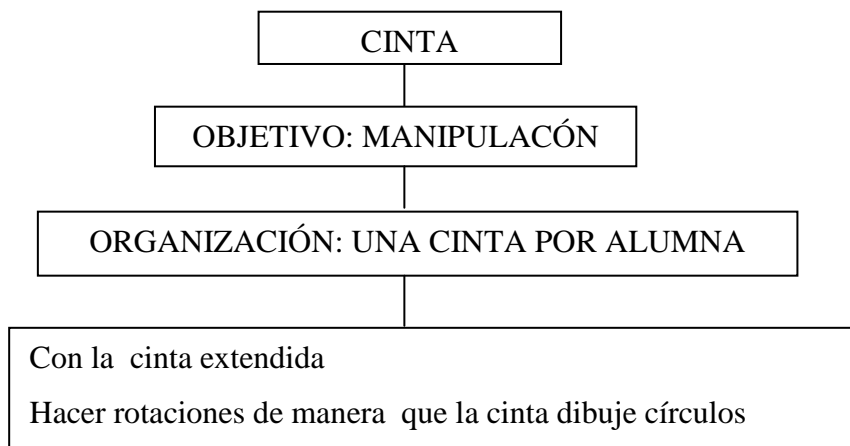 CINTA
OBJETIVO: MANIPULACÓN
ORGANIZACIÓN: UNA CINTA POR ALUMNA
Con la cinta extendida
Hacer rotaciones de manera que la cinta dibuje círculos